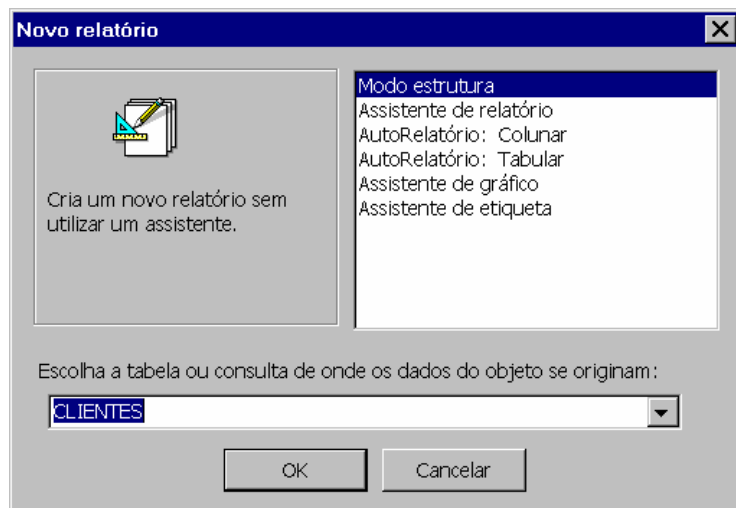 Novo relatório
Cria um novo relatório sem
utilizar um assistente.
Modo estrutura
Assistente de relatório
AutoRelatório: Colunar
AutoRelatório: Tabular
Assistente de gráfico
Assistente de etiqueta
Escolha a tabela ou consulta de onde os dados do objeto se originam:
CLIENTES
OK
Cancelar